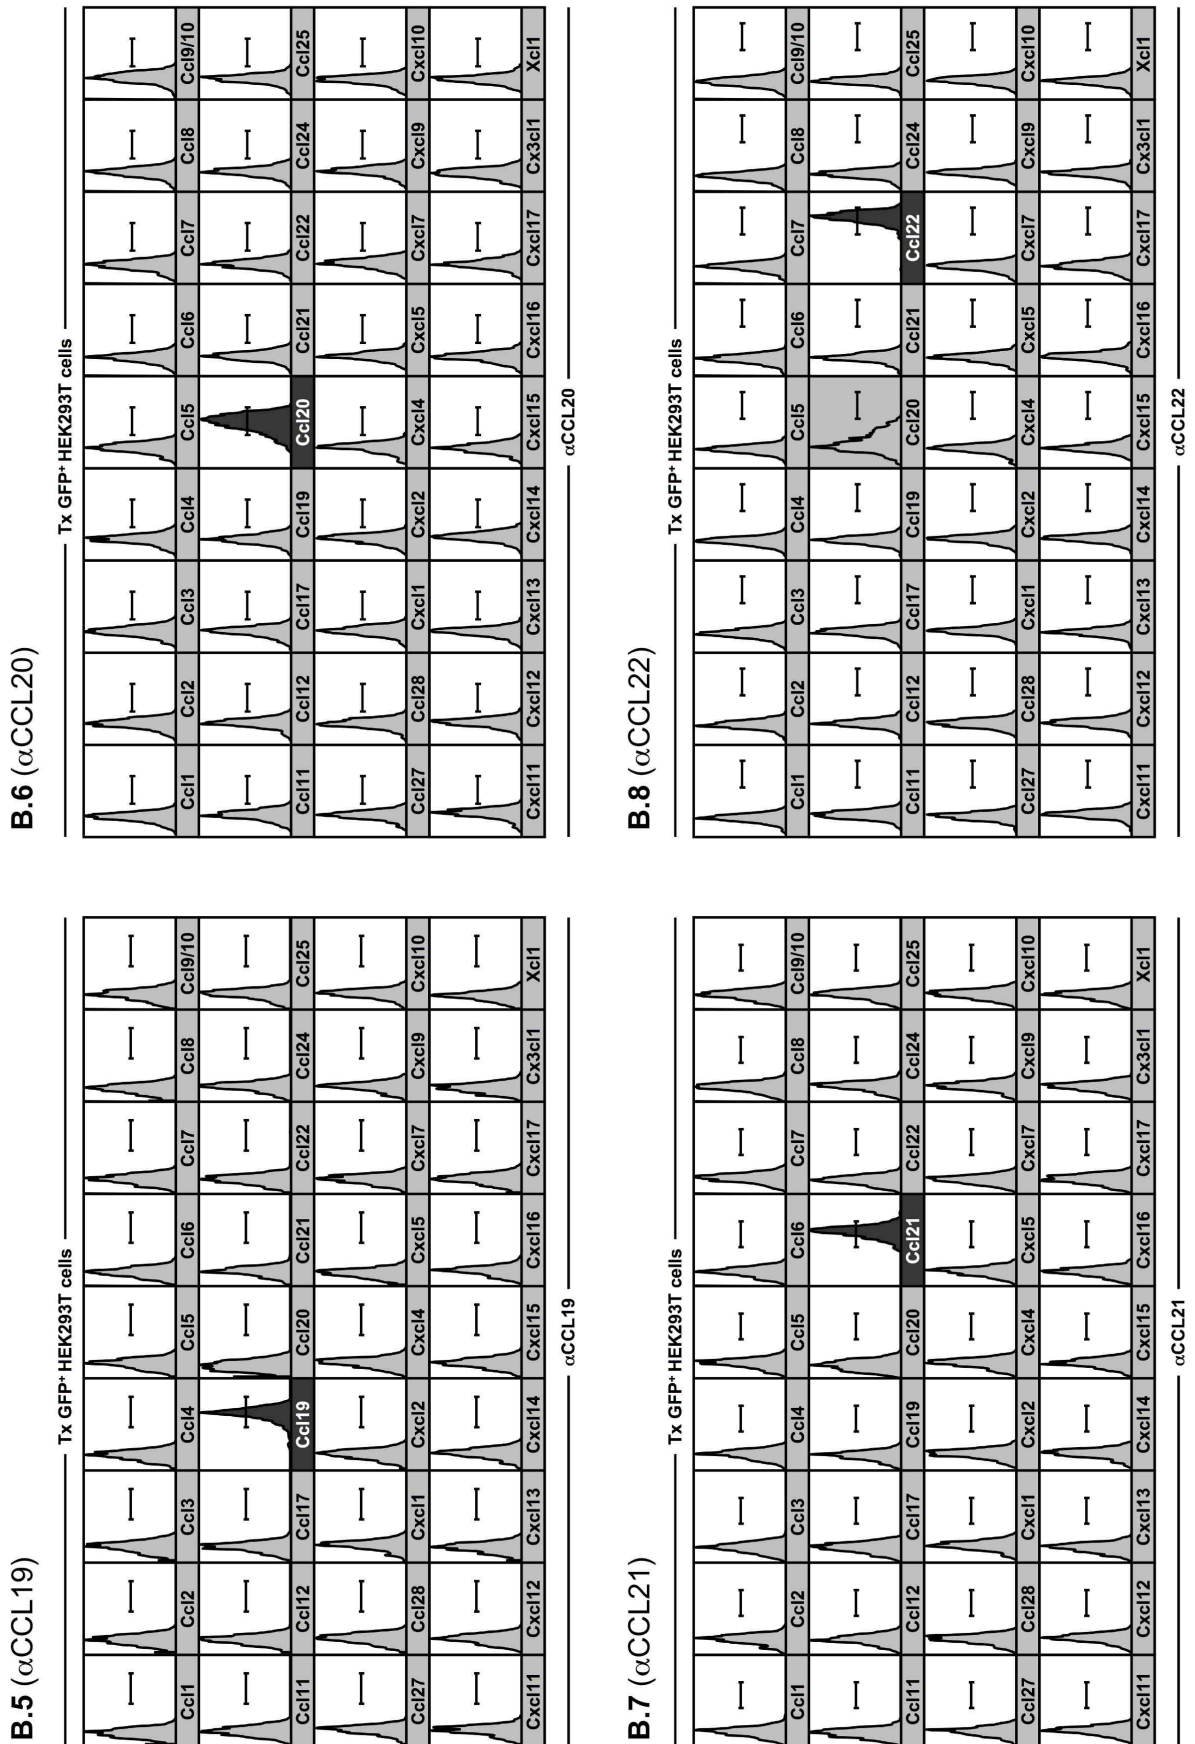 B.5 (αCCL19)
Tx GFP⁺ HEK293T cells
Ccl1 Ccl2 Ccl3 Ccl4 Ccl5 Ccl6 Ccl7 Ccl8 Ccl9/10
Ccl11 Ccl12 Ccl17 Ccl19 Ccl20 Ccl21 Ccl22 Ccl24 Ccl25
Ccl27 Ccl28 Cxcl1 Cxcl2 Cxcl4 Cxcl5 Cxcl7 Cxcl9 Cxcl10
Cxcl11 Cxcl12 Cxcl13 Cxcl14 Cxcl15 Cxcl16 Cxcl17 Cx3cl1 Xcl1
αCCL19
B.6 (αCCL20)
Tx GFP⁺ HEK293T cells
Ccl1 Ccl2 Ccl3 Ccl4 Ccl5 Ccl6 Ccl7 Ccl8 Ccl9/10
Ccl11 Ccl12 Ccl17 Ccl19 Ccl20 Ccl21 Ccl22 Ccl24 Ccl25
Ccl27 Ccl28 Cxcl1 Cxcl2 Cxcl4 Cxcl5 Cxcl7 Cxcl9 Cxcl10
Cxcl11 Cxcl12 Cxcl13 Cxcl14 Cxcl15 Cxcl16 Cxcl17 Cx3cl1 Xcl1
αCCL20
B.7 (αCCL21)
Tx GFP⁺ HEK293T cells
Ccl1 Ccl2 Ccl3 Ccl4 Ccl5 Ccl6 Ccl7 Ccl8 Ccl9/10
Ccl11 Ccl12 Ccl17 Ccl19 Ccl20 Ccl21 Ccl22 Ccl24 Ccl25
Ccl27 Ccl28 Cxcl1 Cxcl2 Cxcl4 Cxcl5 Cxcl7 Cxcl9 Cxcl10
Cxcl11 Cxcl12 Cxcl13 Cxcl14 Cxcl15 Cxcl16 Cxcl17 Cx3cl1 Xcl1
αCCL21
B.8 (αCCL22)
Tx GFP⁺ HEK293T cells
Ccl1 Ccl2 Ccl3 Ccl4 Ccl5 Ccl6 Ccl7 Ccl8 Ccl9/10
Ccl11 Ccl12 Ccl17 Ccl19 Ccl20 Ccl21 Ccl22 Ccl24 Ccl25
Ccl27 Ccl28 Cxcl1 Cxcl2 Cxcl4 Cxcl5 Cxcl7 Cxcl9 Cxcl10
Cxcl11 Cxcl12 Cxcl13 Cxcl14 Cxcl15 Cxcl16 Cxcl17 Cx3cl1 Xcl1
αCCL22